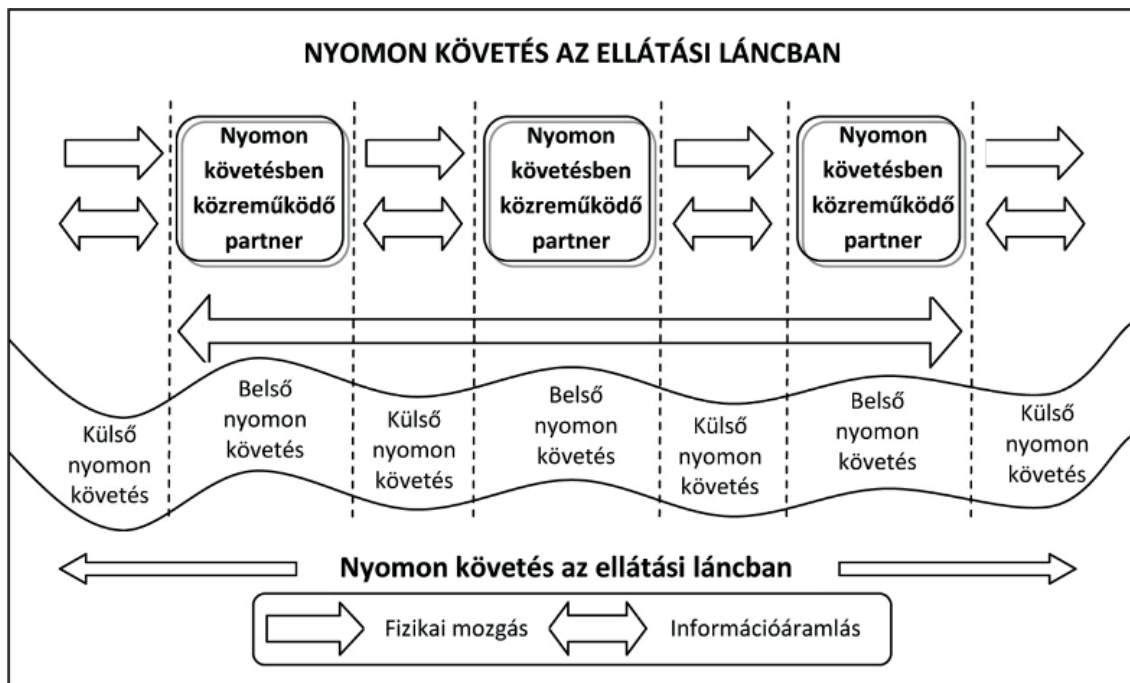 NYOMON KÖVETÉS AZ ELLÁTÁSI LÁNCBAN
Nyomon
követésben
közreműködő
partner
Nyomon
követésben
közreműködő
partner
Nyomon
követésben
közreműködő
partner
Külső
nyomon
követés
Belső
nyomon
követés
Külső
nyomon
követés
Belső
nyomon
követés
Külső
nyomon
követés
Belső
nyomon
követés
Külső
nyomon
követés
Nyomon követés az ellátási láncban
Fizikai mozgás
Információáramlás